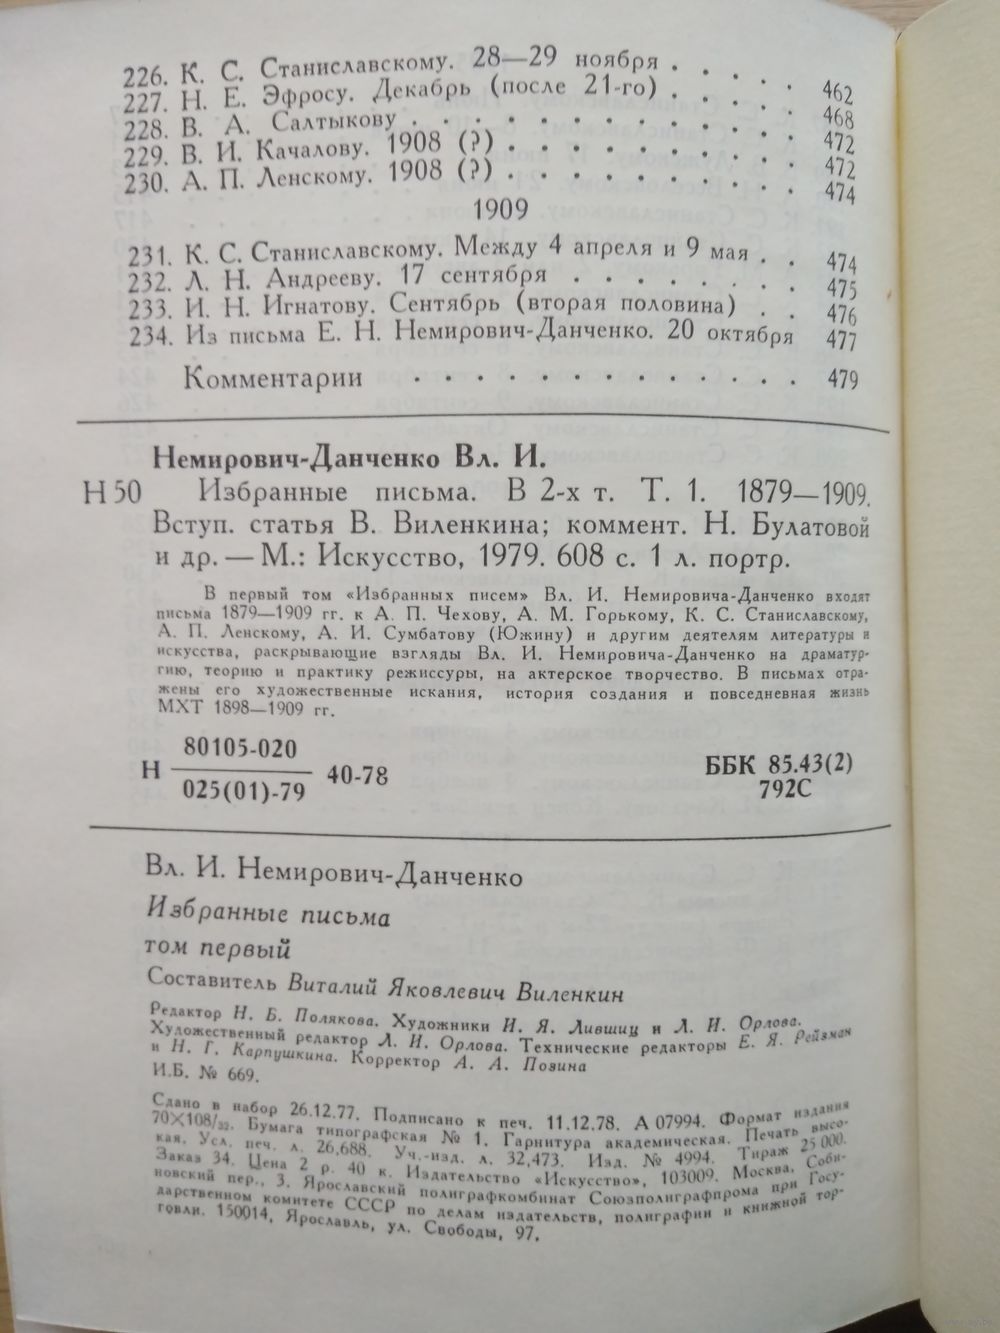 226. К. С. Станиславскому. 28—29 ноября . . . . . 462
227. Н. Е. Эфросу. Декабрь (после 21-го) . . . . . 468
228. В. А. Салтыкову . . . . . . . . . . . . . 472
229. В. И. Качалову. 1908 (?) . . . . . . . . . . 472
230. А. П. Ленскому. 1908 (?) . . . . . . . . . . 474
1909
231. К. С. Станиславскому. Между 4 апреля и 9 мая . . 474
232. Л. Н. Андрееву. 17 сентября . . . . . . . . 475
233. И. Н. Игнатову. Сентябрь (вторая половина) . . 476
234. Из письма Е. Н. Немирович-Данченко. 20 октября 477
Комментарии . . . . . . . . . . . . . 479
Немирович-Данченко Вл. И.
Н 50 Избранные письма. В 2-х т. Т. 1. 1879—1909.
Вступ. статья В. Виленкина; коммент. Н. Булатовой
и др. — М.: Искусство, 1979. 608 с. 1 л. портр.
В первый том «Избранных писем» Вл. И. Немировича-Данченко входят
письма 1879—1909 гг. к А. П. Чехову, А. М. Горькому, К. С. Станиславскому,
А. П. Ленскому, А. И. Сумбатову (Южину) и другим деятелям литературы и
искусства, раскрывающие взгляды Вл. И. Немировича-Данченко на драматур-
гию, теорию и практику режиссуры, на актерское творчество. В письмах отра-
жены его художественные искания, история создания и повседневная жизнь
МХТ 1898—1909 гг.
80105-020
Н 40-78
025(01)-79
ББК 85.43(2)
792С
Вл. И. Немирович-Данченко
Избранные письма
том первый
Составитель Виталий Яковлевич Виленкин
Редактор Н. Б. Полякова. Художники И. Я. Лившиц и Л. И. Орлова.
Художественный редактор Л. И. Орлова. Технические редакторы Е. Я. Рейзман
и Н. Г. Карпушкина. Корректор А. А. Позина
И.Б. № 669.
Сдано в набор 26.12.77. Подписано к печ. 11.12.78. А 07994. Формат издания
70×108/32. Бумага типографская № 1. Гарнитура академическая. Печать высо-
кая. Усл. печ. л. 26,688. Уч.-изд. л. 32,473. Изд. № 4994. Тираж 25 000.
Заказ 34. Цена 2 р. 40 к. Издательство «Искусство», 103009. Москва, Соби-
новский пер., 3. Ярославский полиграфкомбинат Союзполиграфпрома при Госу-
дарственном комитете СССР по делам издательств, полиграфии и книжной тор-
говли. 150014, Ярославль, ул. Свободы, 97.